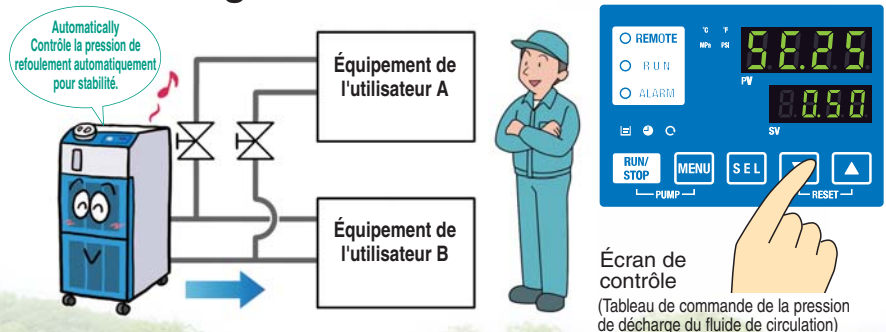 Automatically
Contrôle la pression de
refoulement automatiquement
pour stabilité.
Équipement de
l'utilisateur A
Équipement de
l'utilisateur B
REMOTE
RUN
ALARM
°C °F
MPa PSI
SE.25
PV
0.50
SV
RUN/
STOP
MENU
SEL
PUMP
RESET
Écran de
contrôle
(Tableau de commande de la pression
de décharge du fluide de circulation)